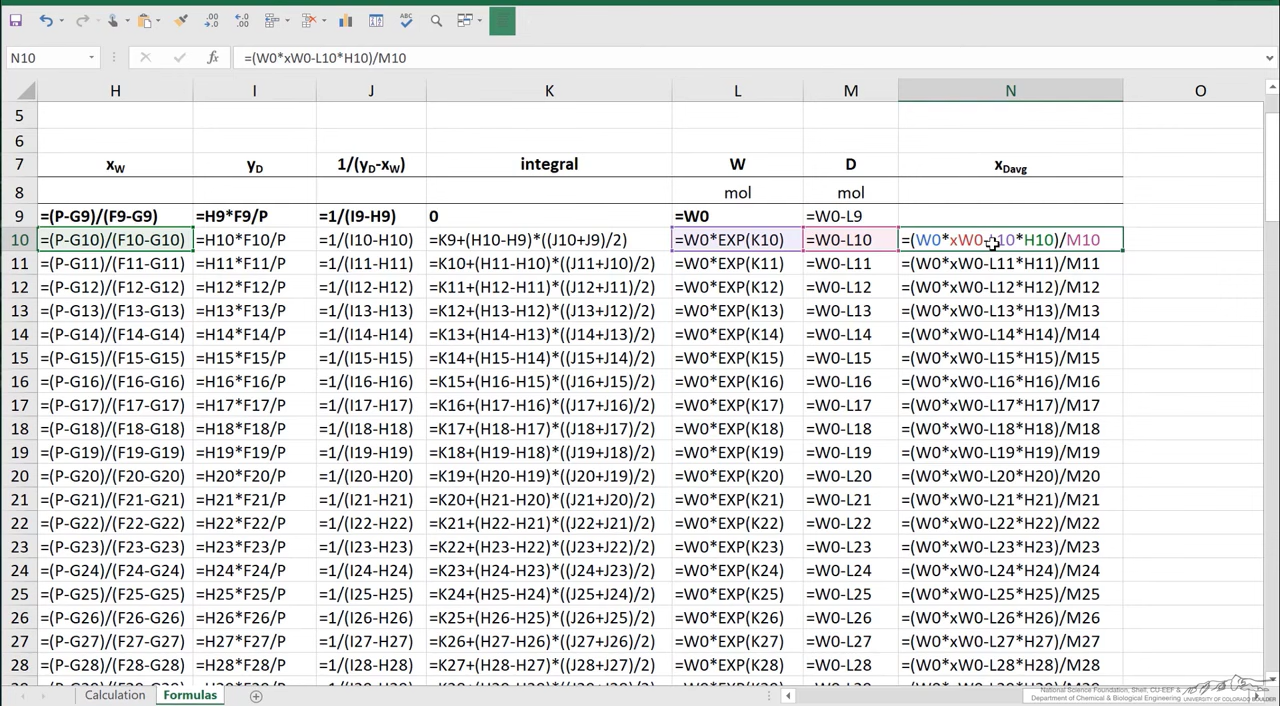 N10 fx =(W0*xW0-L10*H10)/M10
H I J K L M N O
5
6
7 xW yD 1/(yD-xW) integral W D xDavg
8 mol mol
9 =(P-G9)/(F9-G9) =H9*F9/P =1/(I9-H9) 0 =W0 =W0-L9
10 =(P-G10)/(F10-G10) =H10*F10/P =1/(I10-H10) =K9+(H10-H9)*((J10+J9)/2) =W0*EXP(K10) =W0-L10 =(W0*xW0-L10*H10)/M10
11 =(P-G11)/(F11-G11) =H11*F11/P =1/(I11-H11) =K10+(H11-H10)*((J11+J10)/2) =W0*EXP(K11) =W0-L11 =(W0*xW0-L11*H11)/M11
12 =(P-G12)/(F12-G12) =H12*F12/P =1/(I12-H12) =K11+(H12-H11)*((J12+J11)/2) =W0*EXP(K12) =W0-L12 =(W0*xW0-L12*H12)/M12
13 =(P-G13)/(F13-G13) =H13*F13/P =1/(I13-H13) =K12+(H13-H12)*((J13+J12)/2) =W0*EXP(K13) =W0-L13 =(W0*xW0-L13*H13)/M13
14 =(P-G14)/(F14-G14) =H14*F14/P =1/(I14-H14) =K13+(H14-H13)*((J14+J13)/2) =W0*EXP(K14) =W0-L14 =(W0*xW0-L14*H14)/M14
15 =(P-G15)/(F15-G15) =H15*F15/P =1/(I15-H15) =K14+(H15-H14)*((J15+J14)/2) =W0*EXP(K15) =W0-L15 =(W0*xW0-L15*H15)/M15
16 =(P-G16)/(F16-G16) =H16*F16/P =1/(I16-H16) =K15+(H16-H15)*((J16+J15)/2) =W0*EXP(K16) =W0-L16 =(W0*xW0-L16*H16)/M16
17 =(P-G17)/(F17-G17) =H17*F17/P =1/(I17-H17) =K16+(H17-H16)*((J17+J16)/2) =W0*EXP(K17) =W0-L17 =(W0*xW0-L17*H17)/M17
18 =(P-G18)/(F18-G18) =H18*F18/P =1/(I18-H18) =K17+(H18-H17)*((J18+J17)/2) =W0*EXP(K18) =W0-L18 =(W0*xW0-L18*H18)/M18
19 =(P-G19)/(F19-G19) =H19*F19/P =1/(I19-H19) =K18+(H19-H18)*((J19+J18)/2) =W0*EXP(K19) =W0-L19 =(W0*xW0-L19*H19)/M19
20 =(P-G20)/(F20-G20) =H20*F20/P =1/(I20-H20) =K19+(H20-H19)*((J20+J19)/2) =W0*EXP(K20) =W0-L20 =(W0*xW0-L20*H20)/M20
21 =(P-G21)/(F21-G21) =H21*F21/P =1/(I21-H21) =K20+(H21-H20)*((J21+J20)/2) =W0*EXP(K21) =W0-L21 =(W0*xW0-L21*H21)/M21
22 =(P-G22)/(F22-G22) =H22*F22/P =1/(I22-H22) =K21+(H22-H21)*((J22+J21)/2) =W0*EXP(K22) =W0-L22 =(W0*xW0-L22*H22)/M22
23 =(P-G23)/(F23-G23) =H23*F23/P =1/(I23-H23) =K22+(H23-H22)*((J23+J22)/2) =W0*EXP(K23) =W0-L23 =(W0*xW0-L23*H23)/M23
24 =(P-G24)/(F24-G24) =H24*F24/P =1/(I24-H24) =K23+(H24-H23)*((J24+J23)/2) =W0*EXP(K24) =W0-L24 =(W0*xW0-L24*H24)/M24
25 =(P-G25)/(F25-G25) =H25*F25/P =1/(I25-H25) =K24+(H25-H24)*((J25+J24)/2) =W0*EXP(K25) =W0-L25 =(W0*xW0-L25*H25)/M25
26 =(P-G26)/(F26-G26) =H26*F26/P =1/(I26-H26) =K25+(H26-H25)*((J26+J25)/2) =W0*EXP(K26) =W0-L26 =(W0*xW0-L26*H26)/M26
27 =(P-G27)/(F27-G27) =H27*F27/P =1/(I27-H27) =K26+(H27-H26)*((J27+J26)/2) =W0*EXP(K27) =W0-L27 =(W0*xW0-L27*H27)/M27
28 =(P-G28)/(F28-G28) =H28*F28/P =1/(I28-H28) =K27+(H28-H27)*((J28+J27)/2) =W0*EXP(K28) =W0-L28 =(W0*xW0-L28*H28)/M28
Calculation Formulas
National Science Foundation, Shell, CU-EEF &
Department of Chemical & Biological Engineering UNIVERSITY OF COLORADO BOULDER